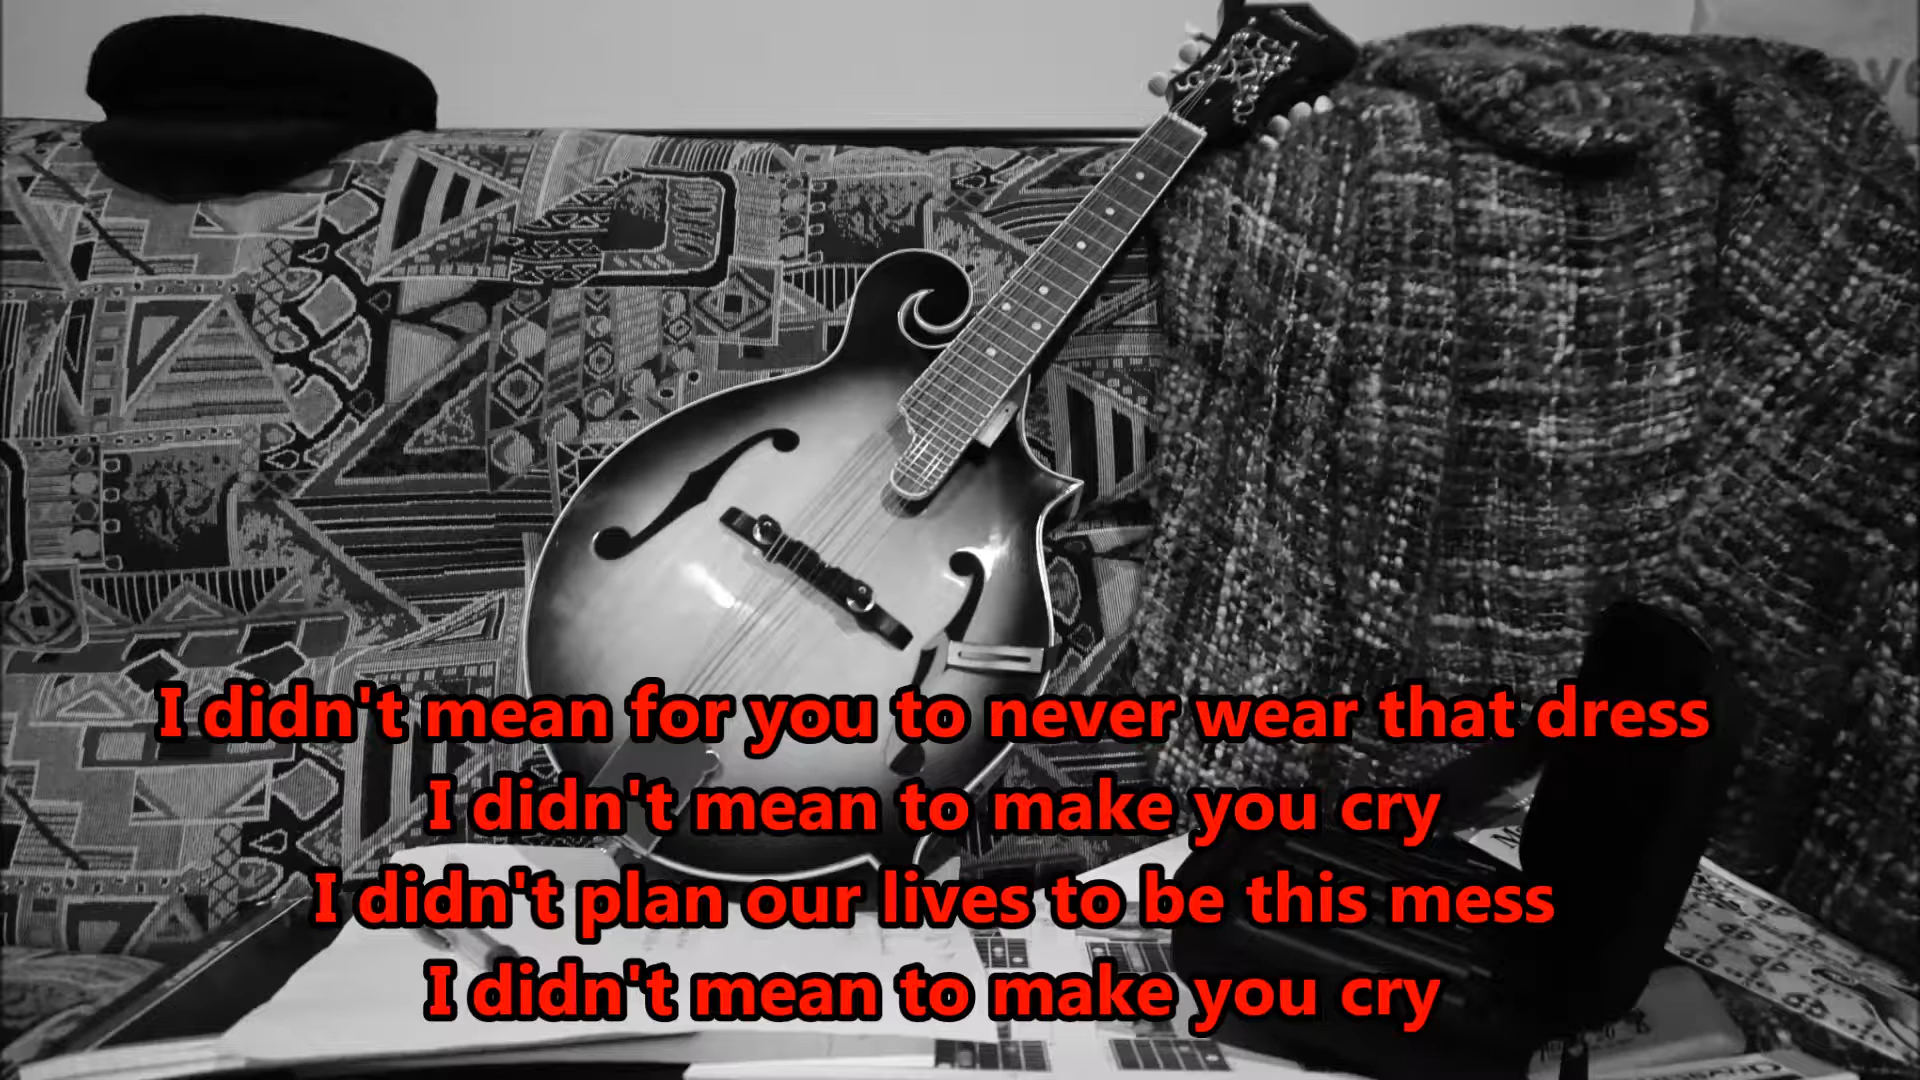 I didn't mean for you to never wear that dress
I didn't mean to make you cry
I didn't plan our lives to be this mess
I didn't mean to make you cry